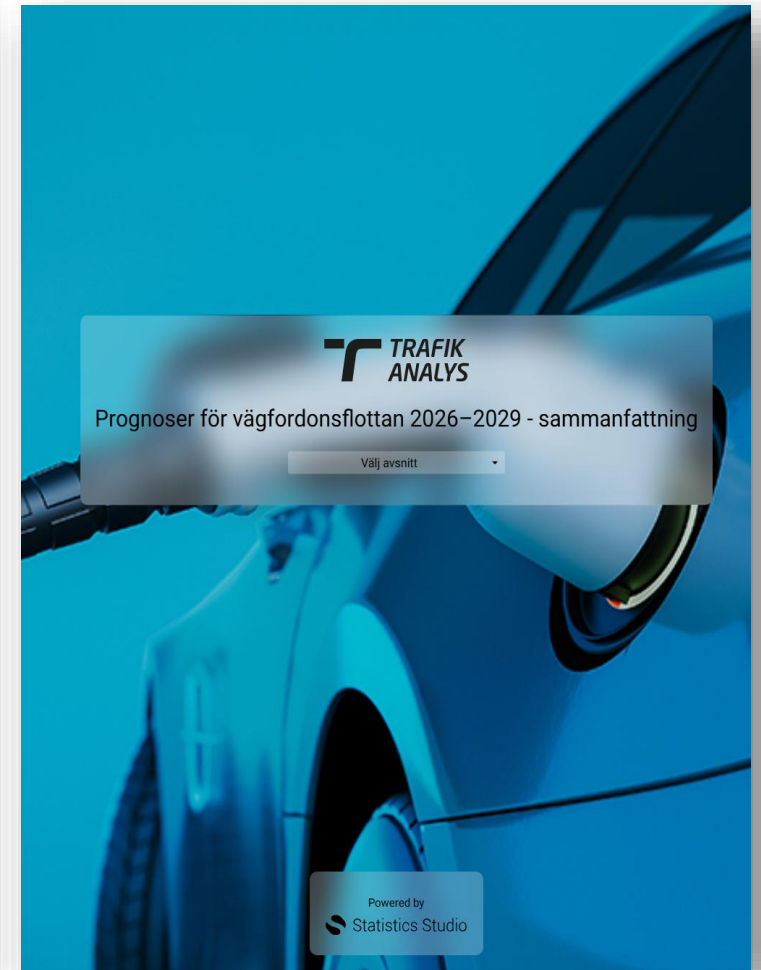 TRAFIK
ANALYS
Prognoser för vägfordonsflottan 2026–2029 - sammanfattning
Välj avsnitt
Powered by
Statistics Studio